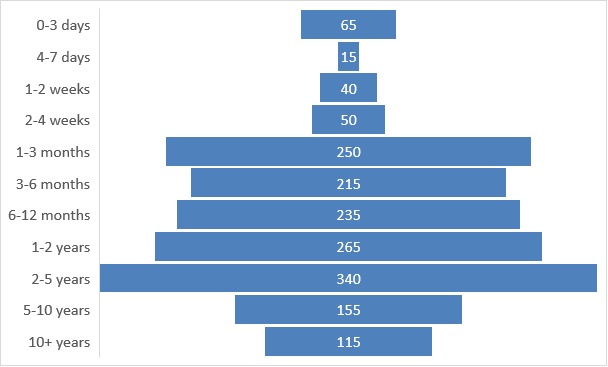 0-3 days 65
4-7 days 15
1-2 weeks 40
2-4 weeks 50
1-3 months 250
3-6 months 215
6-12 months 235
1-2 years 265
2-5 years 340
5-10 years 155
10+ years 115